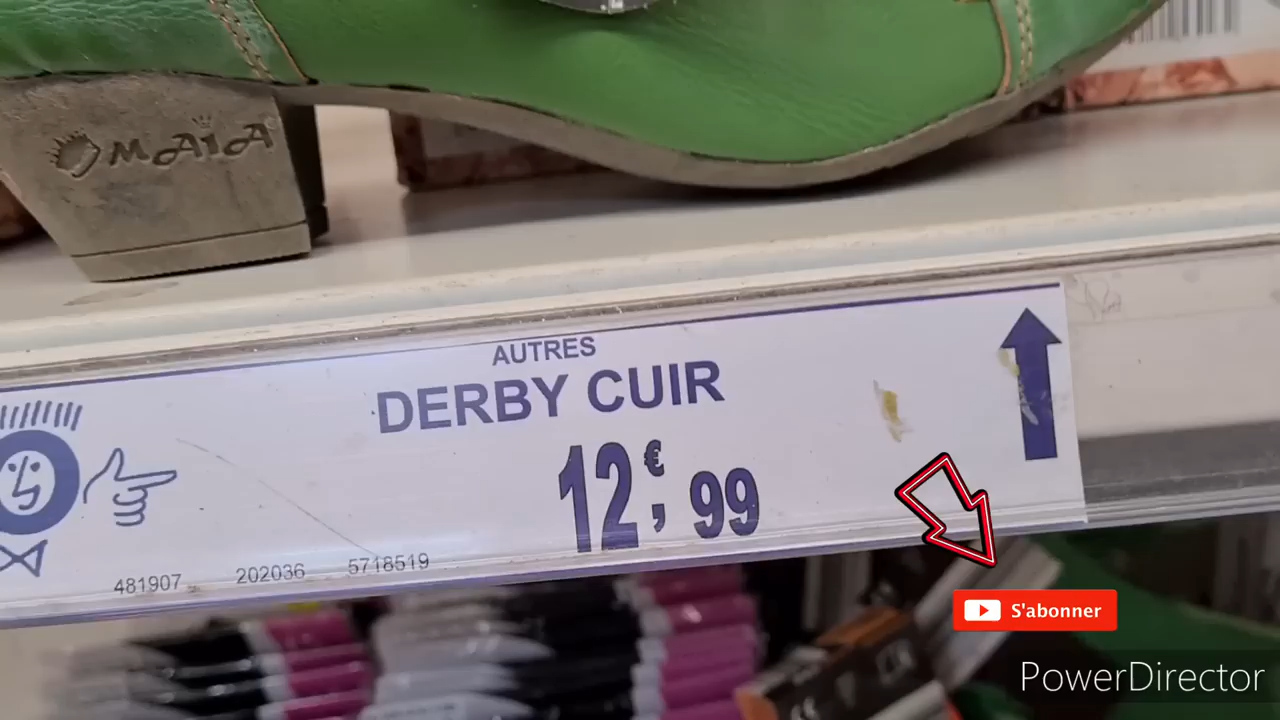 MAIA
AUTRES
DERBY CUIR
12€,99
481907 202036 5718519
S'abonner
PowerDirector